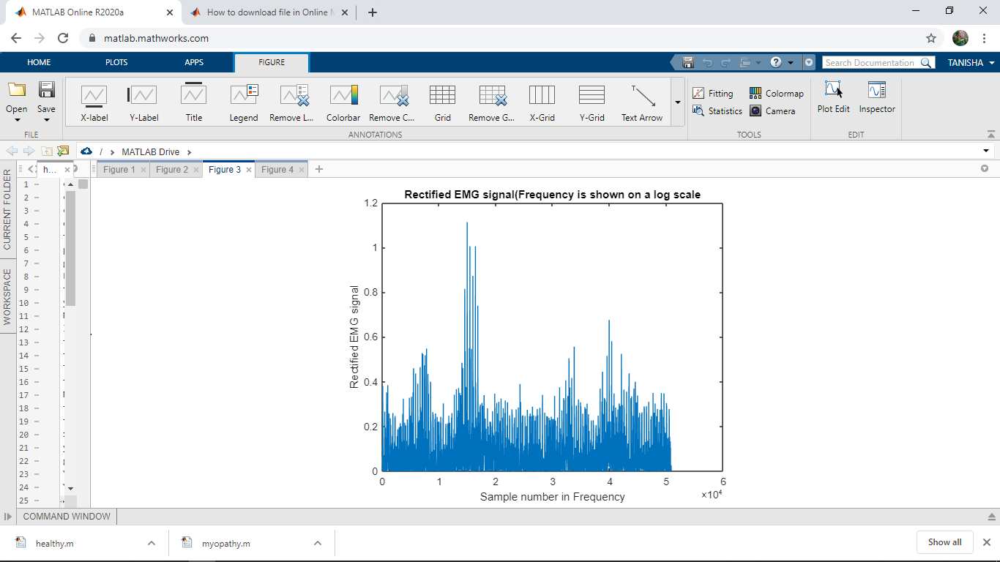 MATLAB Online R2020a
How to download file in Online M
matlab.mathworks.com
HOME PLOTS APPS FIGURE
Search Documentation
TANISHA
Open Save
X-label Y-Label Title Legend Remove L... Colorbar Remove C... Grid Remove G... X-Grid Y-Grid Text Arrow
Fitting Colormap
Statistics Camera
Plot Edit Inspector
FILE ANNOTATIONS TOOLS EDIT
/ MATLAB Drive
CURRENT FOLDER
WORKSPACE
h...
Figure 1 Figure 2 Figure 3 Figure 4
1
2
3
4
5
6
7
8
9
10
11
12
13
14
15
16
17
18
19
20
21
22
23
24
25
Rectified EMG signal(Frequency is shown on a log scale
Rectified EMG signal
1.2
1
0.8
0.6
0.4
0.2
0
0 1 2 3 4 5 6
×10⁴
Sample number in Frequency
COMMAND WINDOW
healthy.m
myopathy.m
Show all